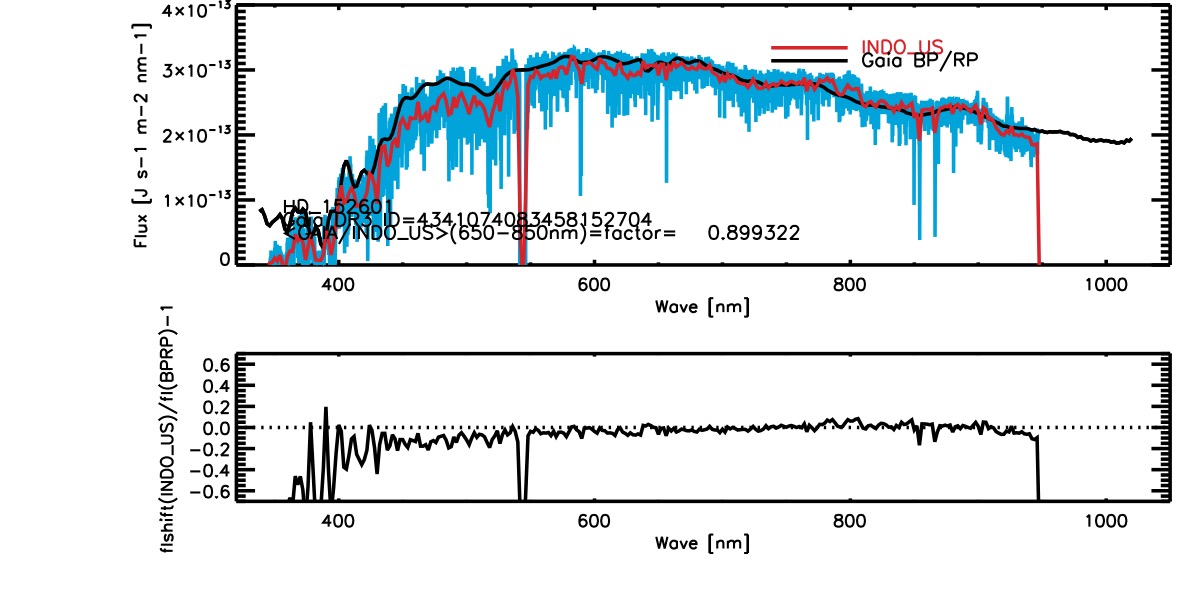 4×10−13
3×10−13
2×10−13
1×10−13
0
Flux [J s−1 m−2 nm−1]
INDO_US
Gaia BP/RP
HD_152601
Gaia DR3 ID=4341074083458152704
<GAIA/INDO_US>(650−850nm)=factor= 0.899322
400 600 800 1000
Wave [nm]
flshift(INDO_US)/fl(BPRP)−1
0.6
0.4
0.2
0.0
−0.2
−0.4
−0.6
400 600 800 1000
Wave [nm]